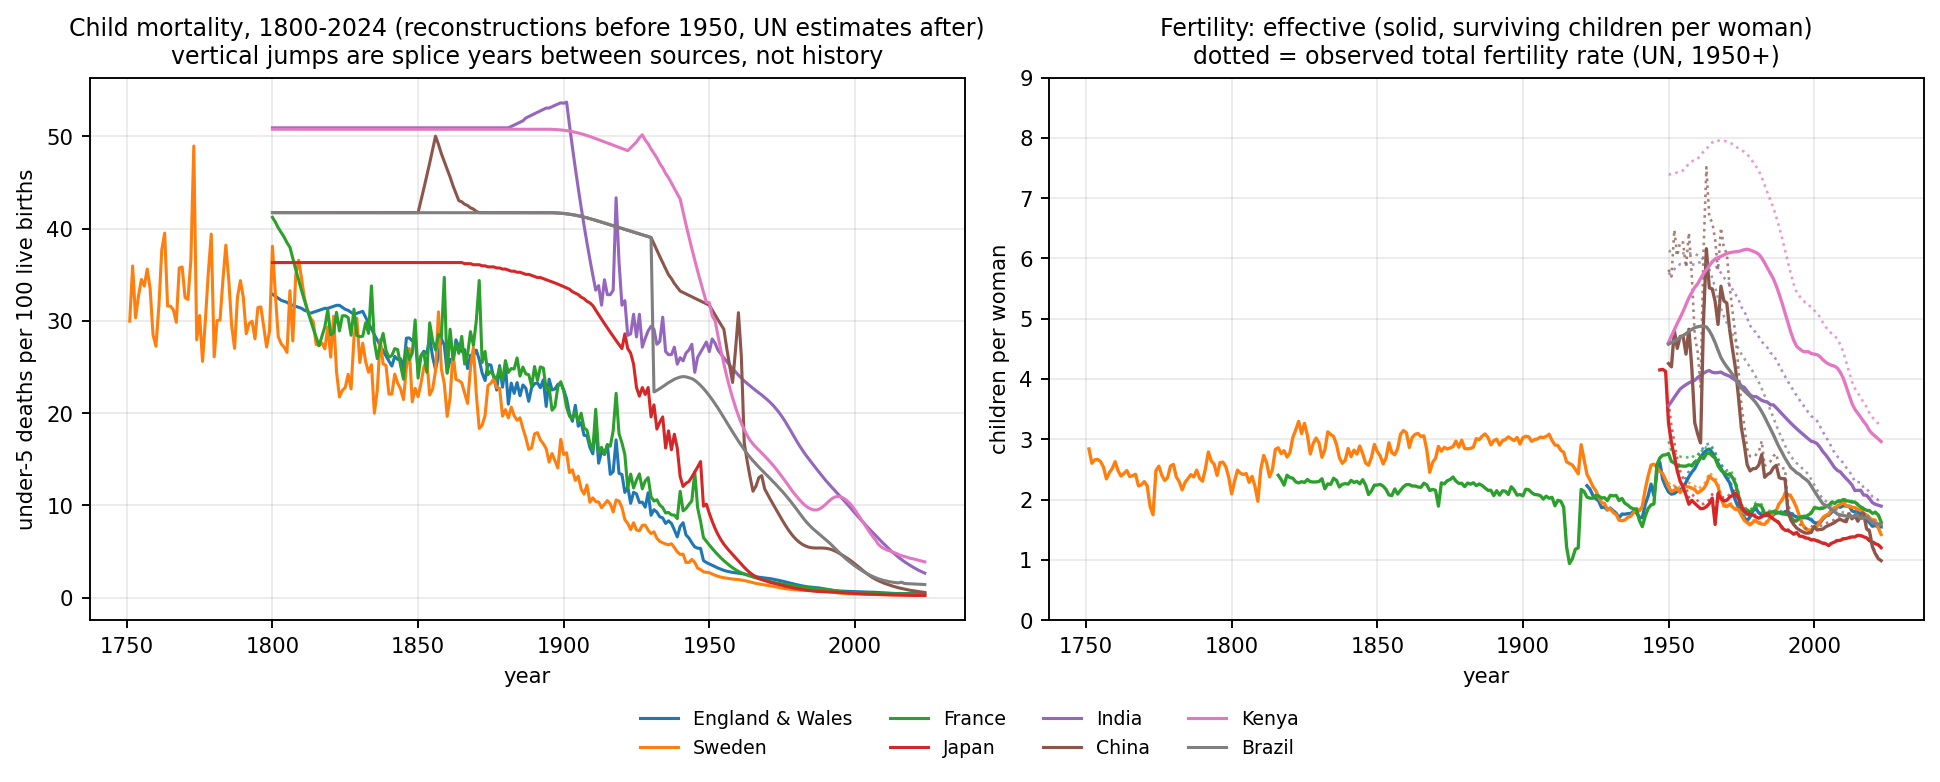 Child mortality, 1800-2024 (reconstructions before 1950, UN estimates after)
vertical jumps are splice years between sources, not history
under-5 deaths per 100 live births
50
40
30
20
10
0
1750
1800
1850
1900
1950
2000
year
Fertility: effective (solid, surviving children per woman)
dotted = observed total fertility rate (UN, 1950+)
children per woman
9
8
7
6
5
4
3
2
1
0
1750
1800
1850
1900
1950
2000
year
England & Wales
Sweden
France
Japan
India
China
Kenya
Brazil